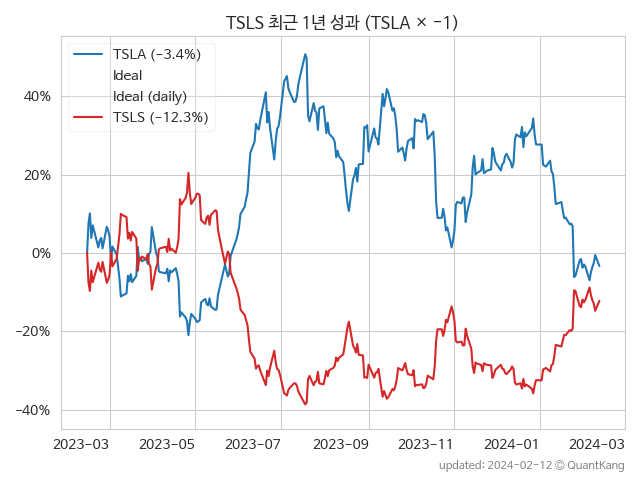 TSLS 최근 1년 성과 (TSLA × −1)
TSLA (−3.4%)
Ideal
Ideal (daily)
TSLS (−12.3%)
40%
20%
0%
−20%
−40%
2023−03
2023−05
2023−07
2023−09
2023−11
2024−01
2024−03
updated: 2024−02−12 © QuantKang